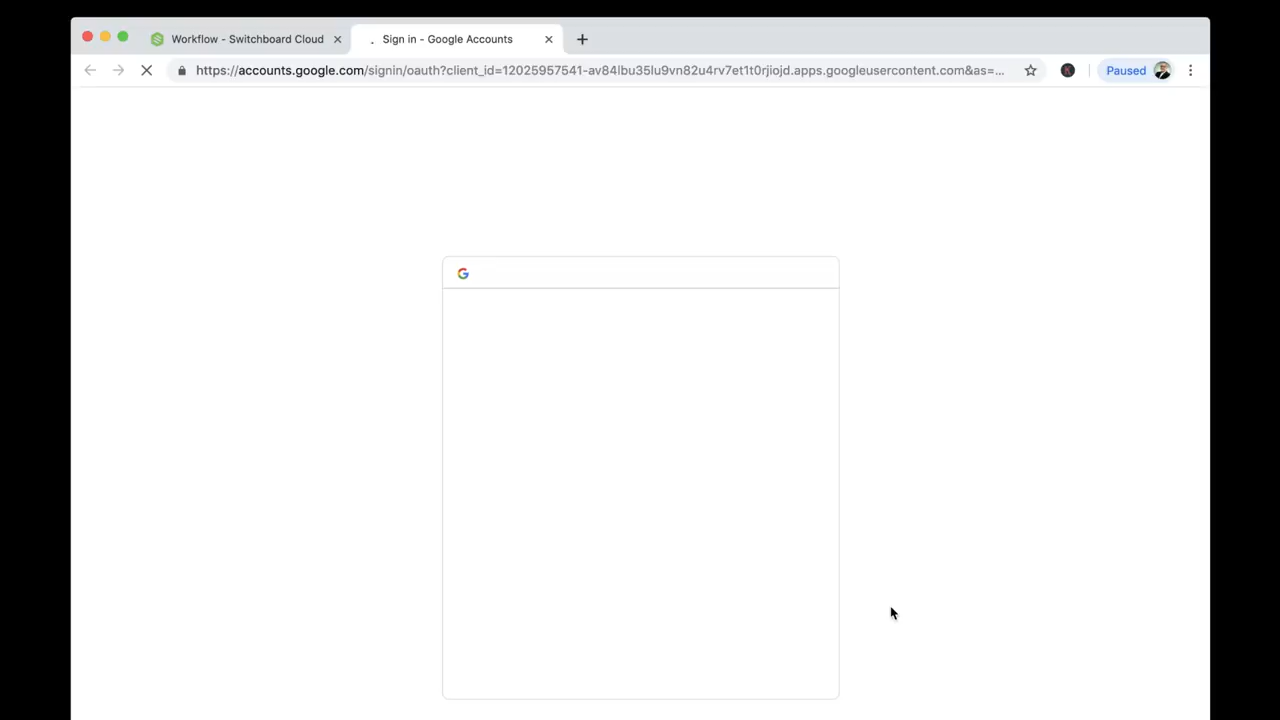 Workflow - Switchboard Cloud
Sign in - Google Accounts
https://accounts.google.com/signin/oauth?client_id=12025957541-av84lbu35lu9vn82u4rv7et1t0rjiojd.apps.googleusercontent.com&as=...
Paused